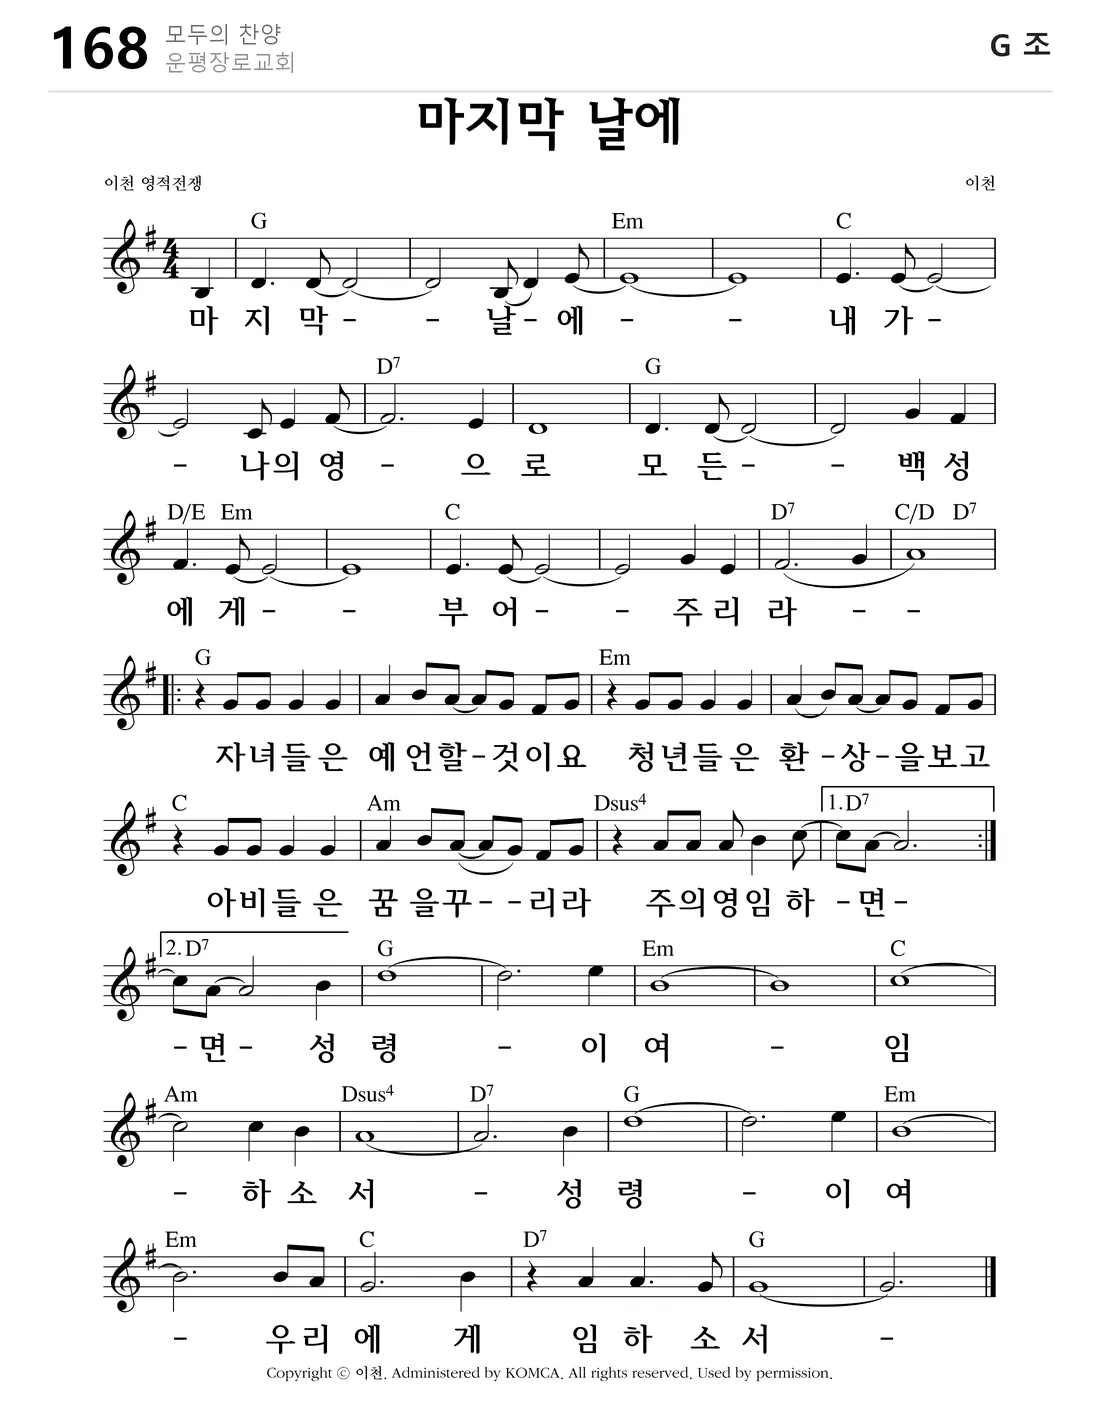 168 모두의 찬양
운평장로교회
G 조
마지막 날에
이천 영적전쟁 이천
G Em C
마 지 막 - - 날 - 에 - - 내 가 -
D7 G
- 나의 영 - 으 로 모 든 - - 백 성
D/E Em C D7 C/D D7
에 게 - - 부 어 - - 주 리 라 - -
G Em
자녀들 은 예 언할 - 것이요 청년들 은 환 - 상 - 을보고
C Am Dsus4 1. D7
아비들 은 꿈 을꾸 - - 리라 주의영임 하 - 면 -
2. D7 G Em C
- 면 - 성 령 - 이 여 - 임
Am Dsus4 D7 G Em
- 하 소 서 - 성 령 - 이 여
Em C D7 G
- 우리 에 게 임 하 소 서 -
Copyright ⓒ 이천. Administered by KOMCA. All rights reserved. Used by permission.